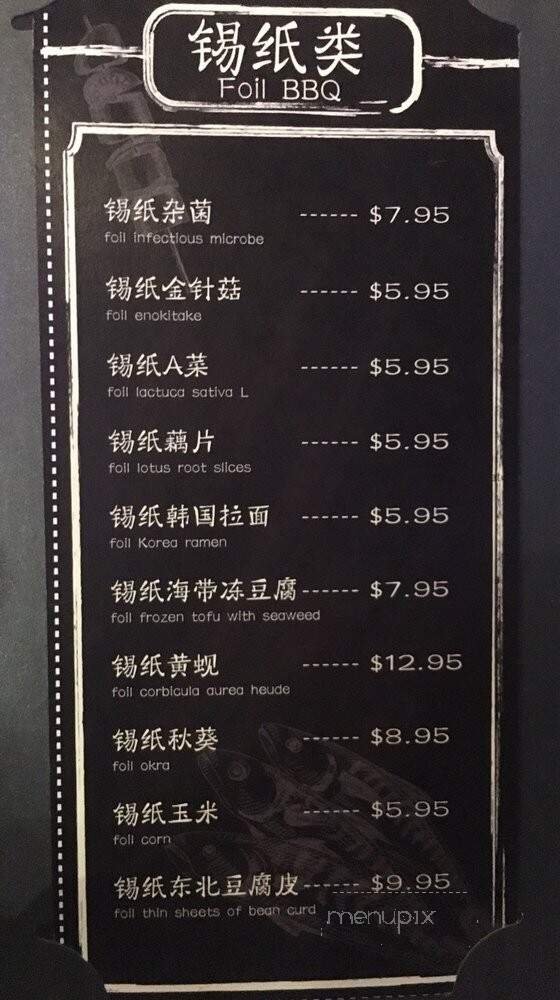 锡纸类
Foil BBQ
锡纸杂菌 ------ $7.95
foil infectious microbe
锡纸金针菇 ------ $5.95
foil enokitake
锡纸A菜 ------ $5.95
foil lactuca sativa L
锡纸藕片 ------ $5.95
foil lotus root slices
锡纸韩国拉面 ------ $5.95
foil Korea ramen
锡纸海带冻豆腐 ------ $7.95
foil frozen tofu with seaweed
锡纸黄蚬 ------ $12.95
foil corbicula aurea heude
锡纸秋葵 ------ $8.95
foil okra
锡纸玉米 ------ $5.95
foil corn
锡纸东北豆腐皮 ------ $9.95
foil thin sheets of bean curd
menupix